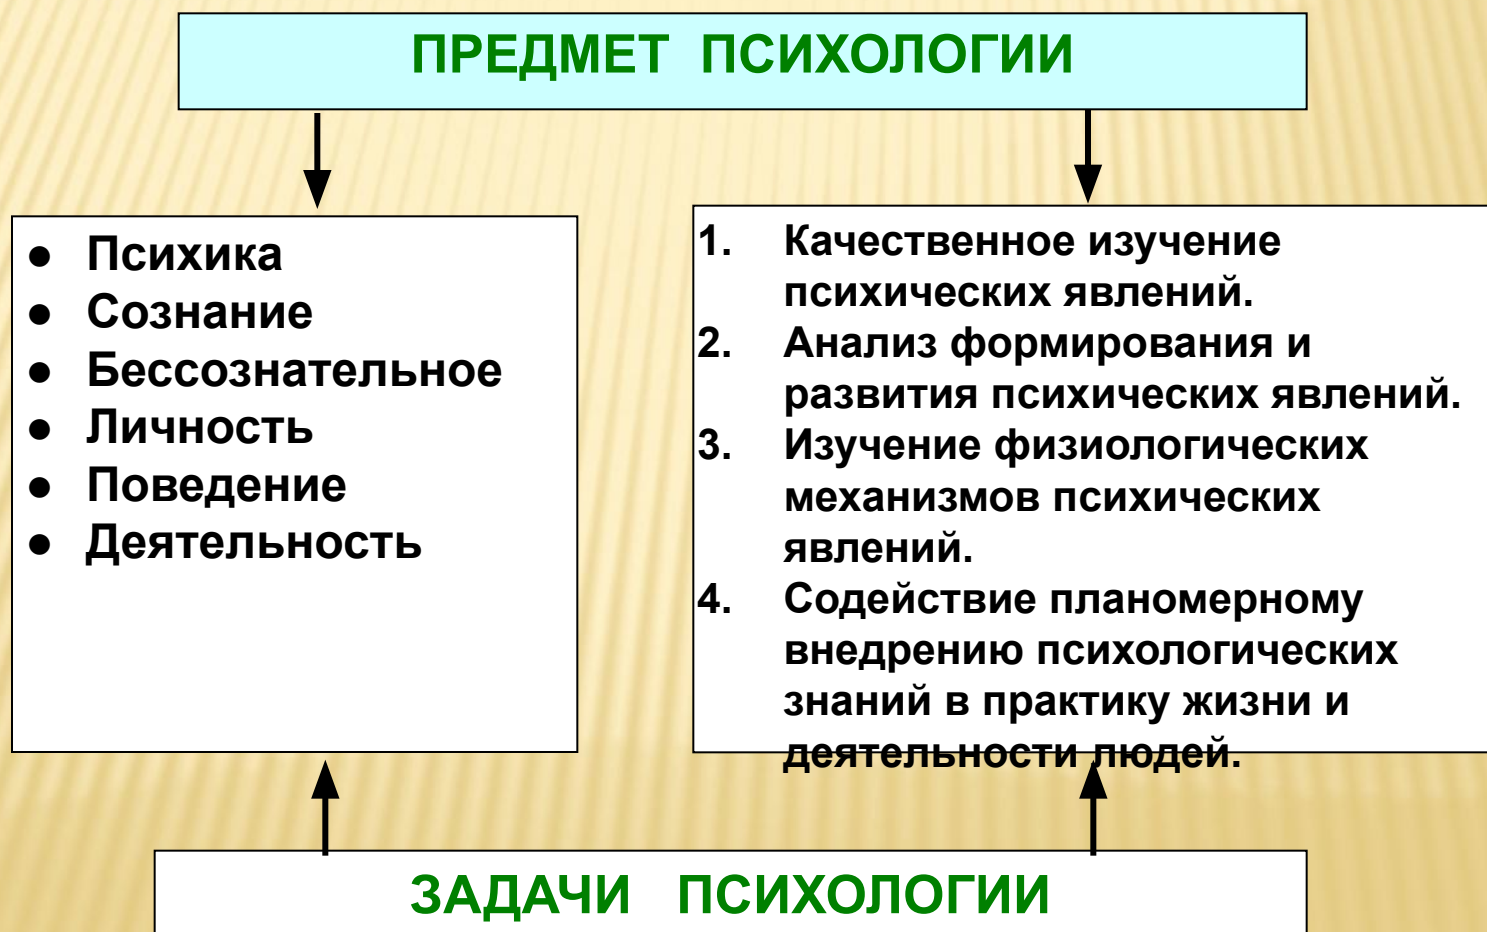 ПРЕДМЕТ ПСИХОЛОГИИ
● Психика
● Сознание
● Бессознательное
● Личность
● Поведение
● Деятельность
1. Качественное изучение
психических явлений.
2. Анализ формирования и
развития психических явлений.
3. Изучение физиологических
механизмов психических
явлений.
4. Содействие планомерному
внедрению психологических
знаний в практику жизни и
деятельности людей.
ЗАДАЧИ ПСИХОЛОГИИ